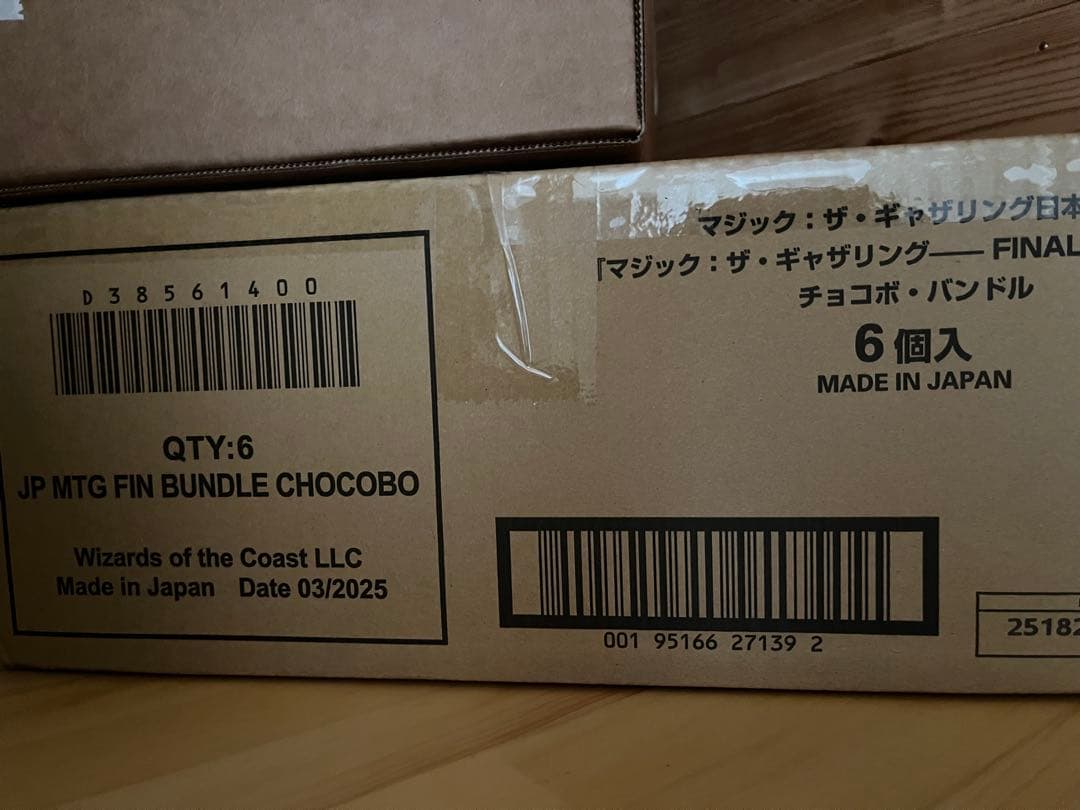 D38561400
QTY:6
JP MTG FIN BUNDLE CHOCOBO
Wizards of the Coast LLC
Made in Japan Date 03/2025
マジック：ザ・ギャザリング日本
『マジック：ザ・ギャザリング── FINAL
チョコボ・バンドル
6個入
MADE IN JAPAN
001 95166 27139 2
25182